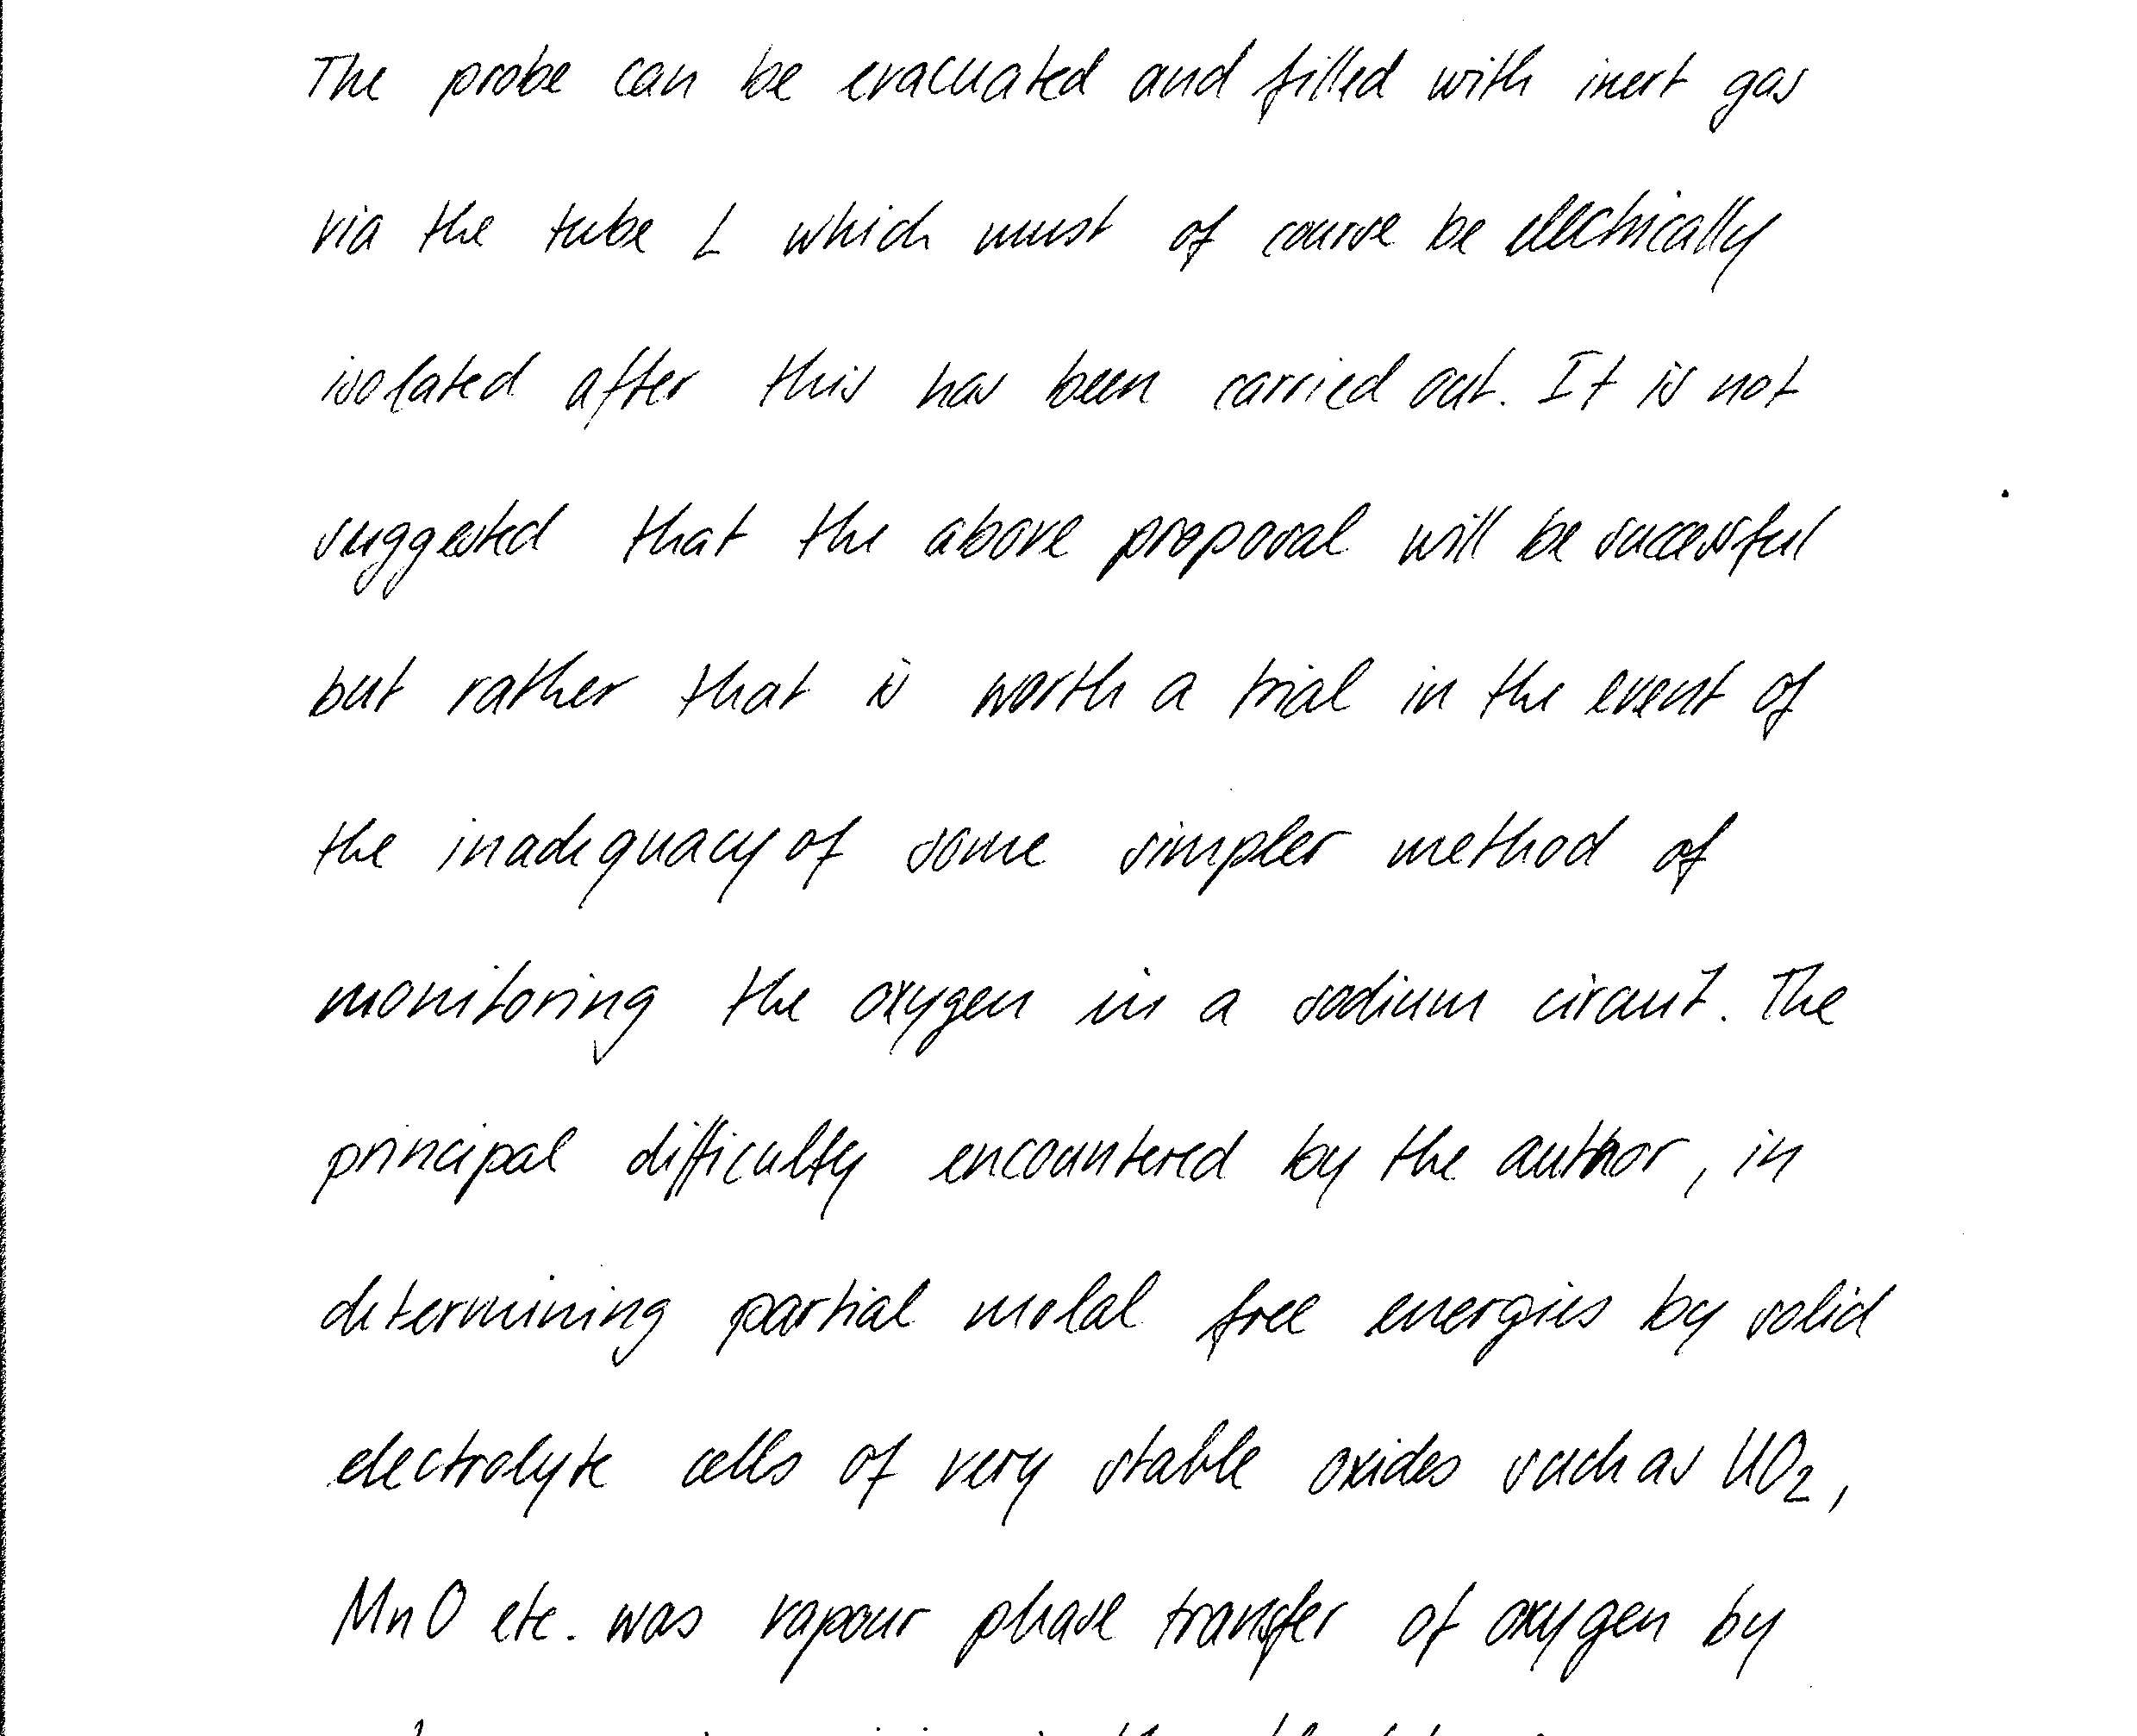 The probe can be evacuated and filled with inert gas
via the tube L which must of course be electrically
isolated after this has been carried out. It is not
suggested that the above proposal will be successful
but rather that is worth a trial in the event of
the inadequacy of some simpler method of
monitoring the oxygen in a sodium circuit. The
principal difficulty encountered by the author, in
determining partial molal free energies by solid
electrolyte cells of very stable oxides such as UO₂,
MnO etc. was vapour phase transfer of oxygen by